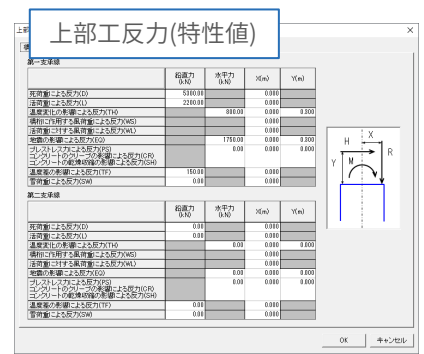 上部工反力(特性値)
×
第一支承線
鉛直力 水平力 X(m) Y(m)
(kN) (kN)
死荷重による反力(D) 5300.00 0.000
活荷重による反力(L) 2200.00 0.000
温度変化の影響による反力(TH) 800.00 0.000 0.300
橋桁に作用する風荷重による反力(WS) 0.000
活荷重に対する風荷重による反力(WL) 0.000
地震の影響による反力(EQ) 1750.00 0.000 0.300
プレストレス力による反力(PS) 0.00 0.000 0.000
コンクリートのクリープの影響による反力(CR)
コンクリートの乾燥収縮の影響による反力(SH)
温度差の影響による反力(TF) 150.00 0.000
雪荷重による反力(SW) 0.00 0.000
第二支承線
鉛直力 水平力 X(m) Y(m)
(kN) (kN)
死荷重による反力(D) 0.00 0.000
活荷重による反力(L) 0.00 0.000
温度変化の影響による反力(TH) 0.00 0.000 0.000
橋桁に作用する風荷重による反力(WS) 0.000
活荷重に対する風荷重による反力(WL) 0.000
地震の影響による反力(EQ) 0.00 0.000 0.000
プレストレス力による反力(PS) 0.00 0.000 0.000
コンクリートのクリープの影響による反力(CR)
コンクリートの乾燥収縮の影響による反力(SH)
温度差の影響による反力(TF) 0.00 0.000
雪荷重による反力(SW) 0.00 0.000
X
H
R
Y M
OK キャンセル